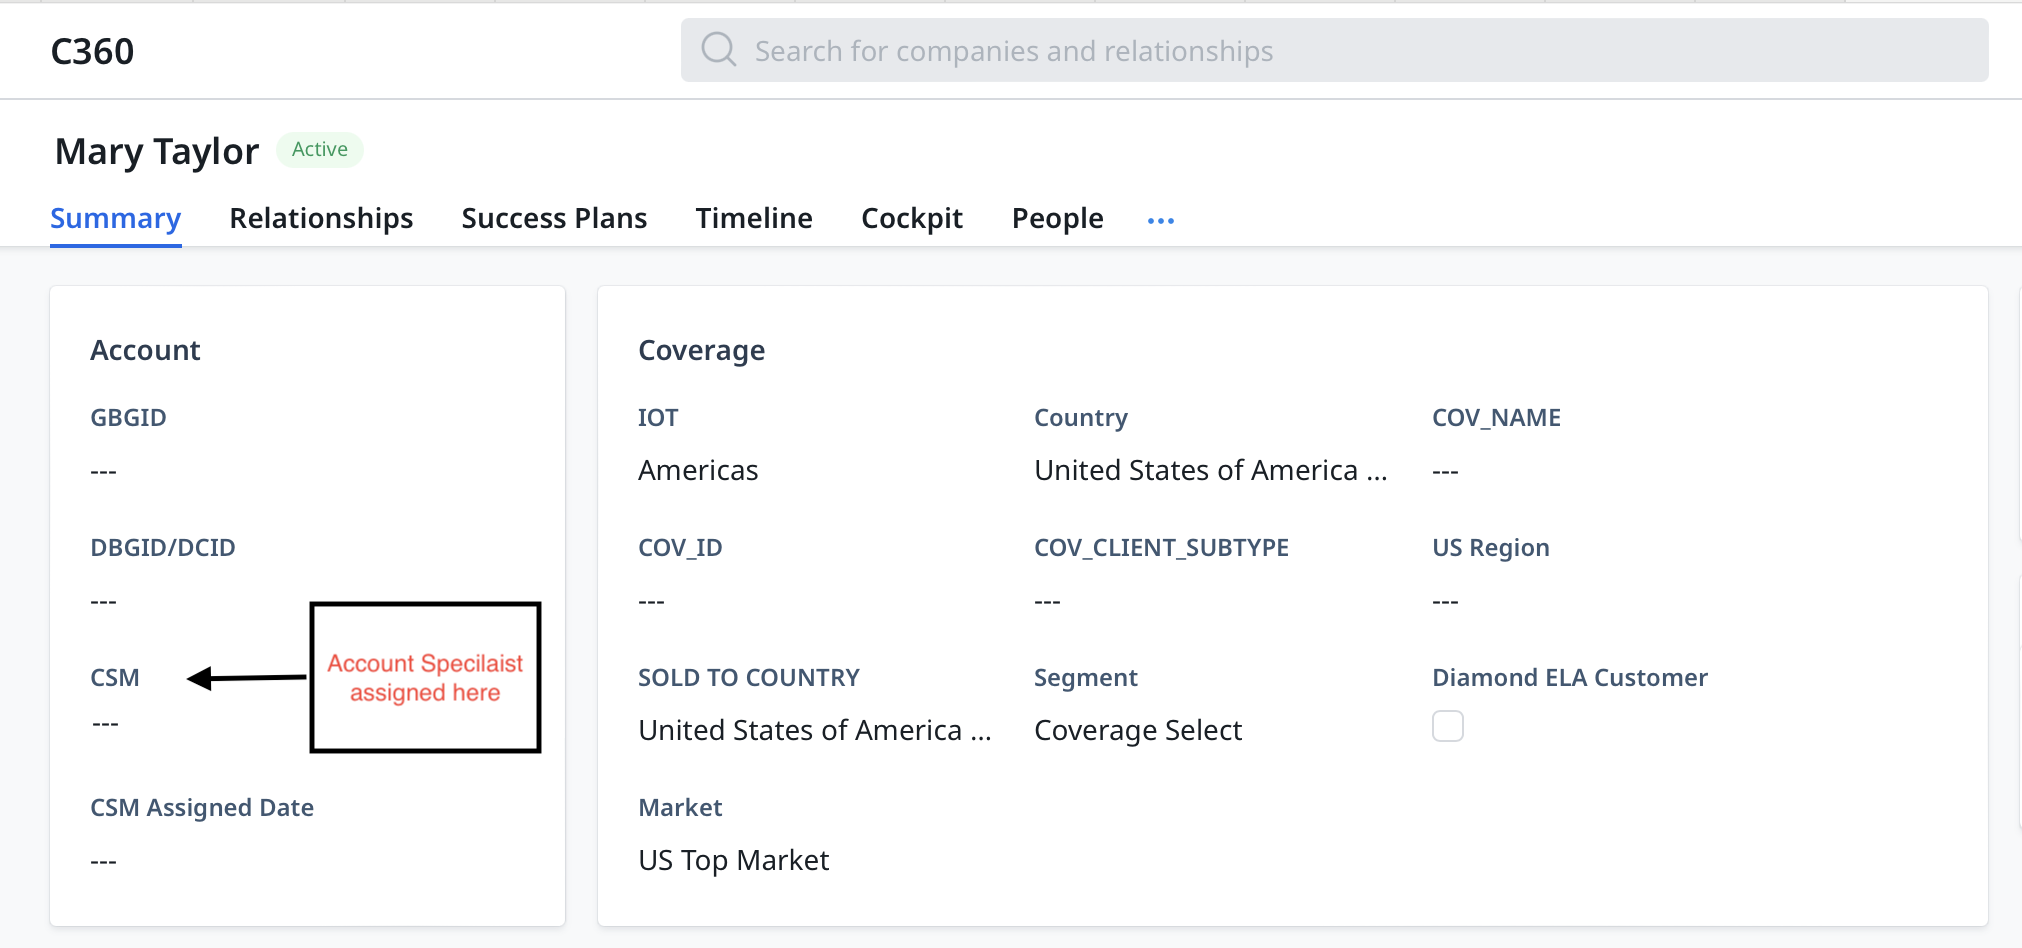 C360
Search for companies and relationships
Mary Taylor
Active
Summary Relationships Success Plans Timeline Cockpit People ...
Account
GBGID
---
DBGID/DCID
---
CSM
---
Account Specilaist
assigned here
CSM Assigned Date
---
Coverage
IOT Country COV_NAME
Americas United States of America ... ---
COV_ID COV_CLIENT_SUBTYPE US Region
--- --- ---
SOLD TO COUNTRY Segment Diamond ELA Customer
United States of America ... Coverage Select
Market
US Top Market